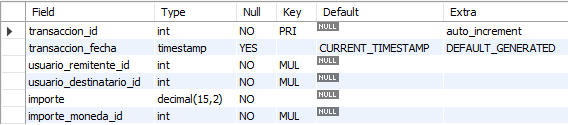 Field Type Null Key Default Extra
transaccion_id int NO PRI NULL auto_increment
transaccion_fecha timestamp YES CURRENT_TIMESTAMP DEFAULT_GENERATED
usuario_remitente_id int NO MUL NULL
usuario_destinatario_id int NO MUL NULL
importe decimal(15,2) NO NULL
importe_moneda_id int NO MUL NULL